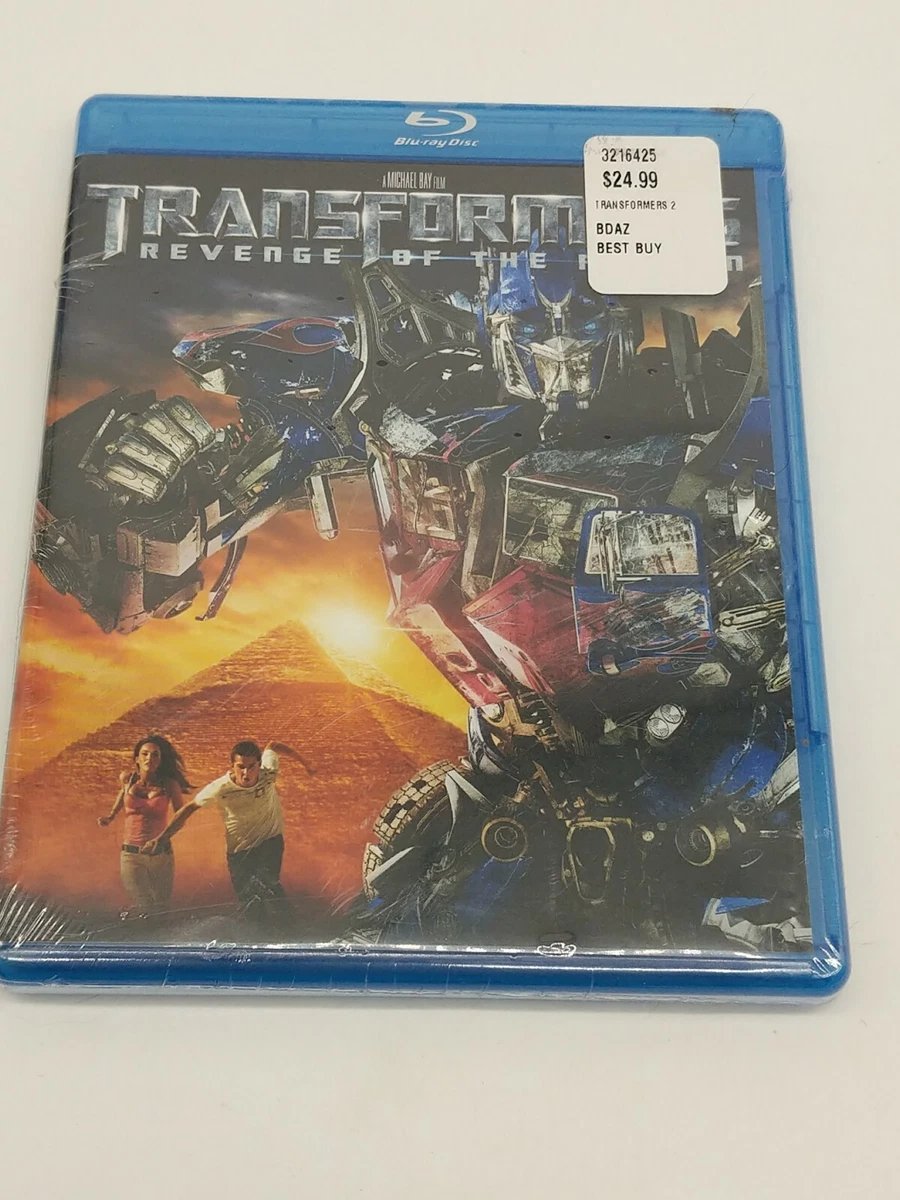 Blu-ray Disc
3216425
$24.99
TRANSFORMERS 2
BDAZ
BEST BUY
A MICHAEL BAY FILM
TRANSFORM S
REVENGE OF THE F N